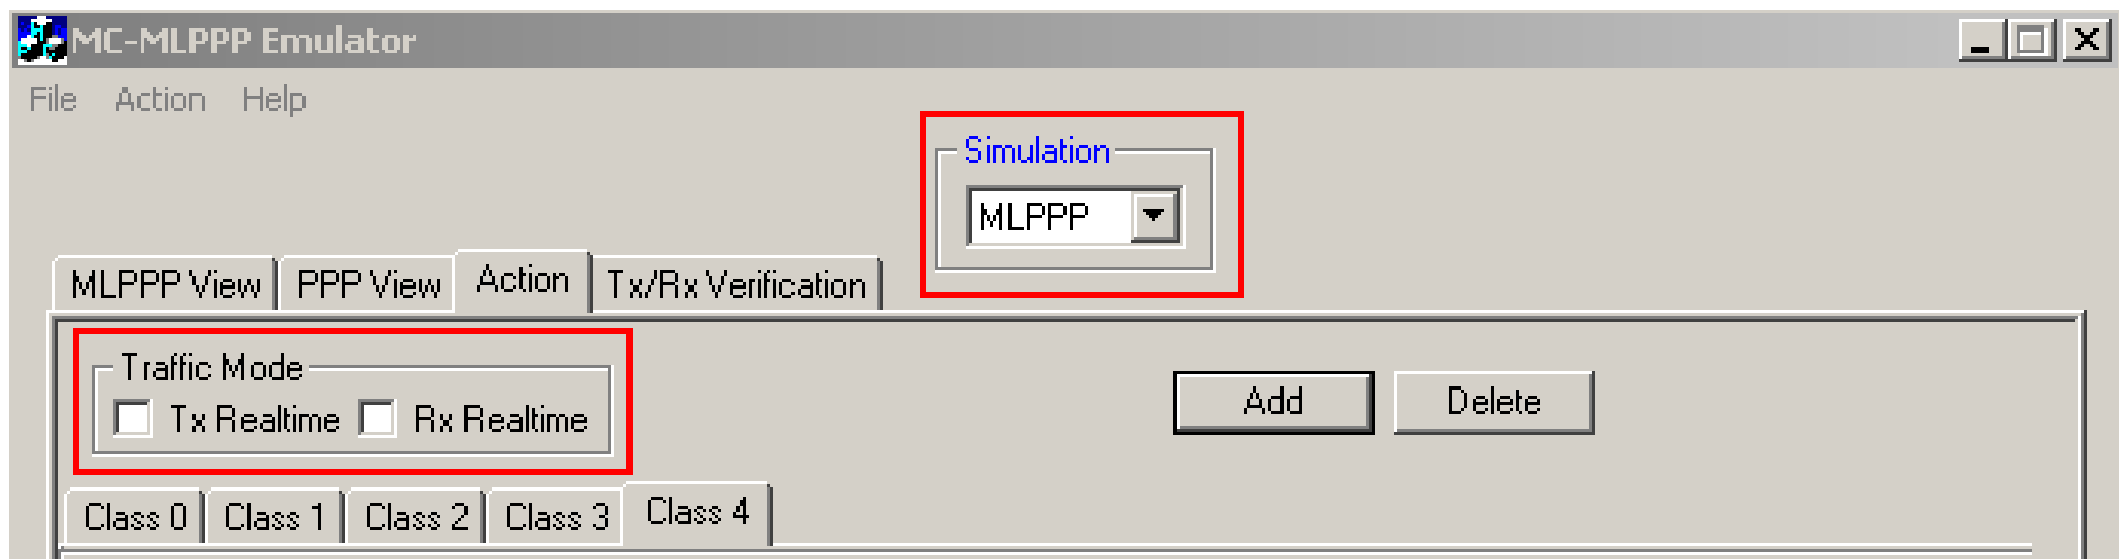 MC-MLPPP Emulator
File Action Help
Simulation
MLPPP
MLPPP View PPP View Action Tx/Rx Verification
Traffic Mode
Tx Realtime Rx Realtime
Add Delete
Class 0 Class 1 Class 2 Class 3 Class 4